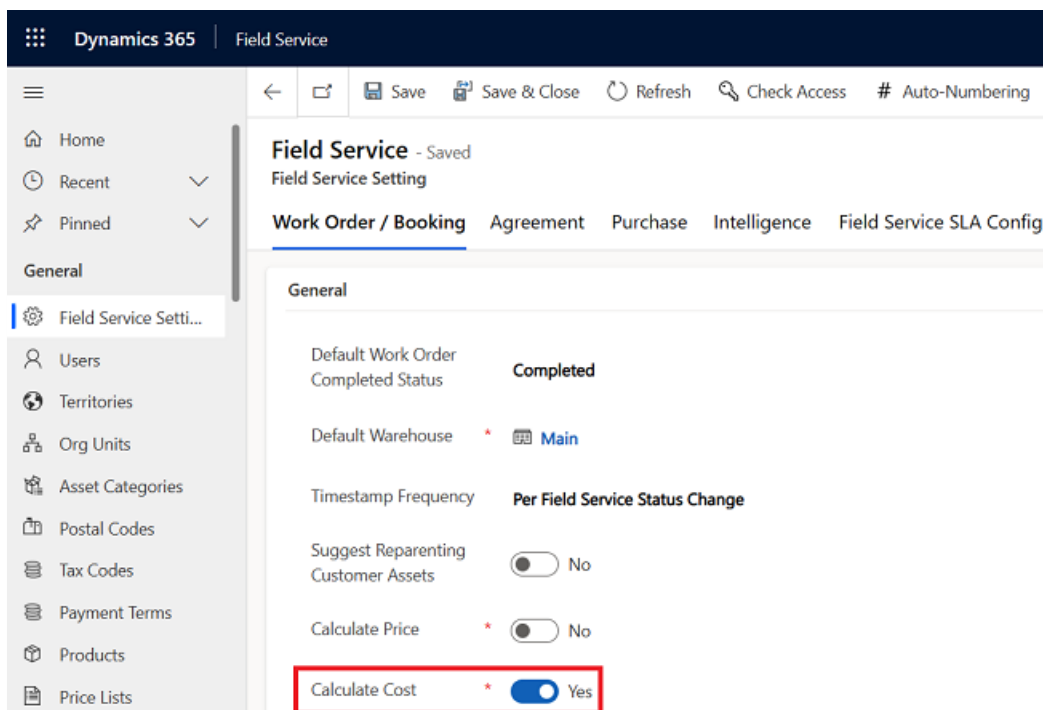 Dynamics 365 Field Service
Save Save & Close Refresh Check Access # Auto-Numbering
Home
Recent
Pinned
General
Field Service Setti...
Users
Territories
Org Units
Asset Categories
Postal Codes
Tax Codes
Payment Terms
Products
Price Lists
Field Service - Saved
Field Service Setting
Work Order / Booking Agreement Purchase Intelligence Field Service SLA Config
General
Default Work Order
Completed Status
Completed
Default Warehouse * Main
Timestamp Frequency Per Field Service Status Change
Suggest Reparenting
Customer Assets
No
Calculate Price * No
Calculate Cost * Yes